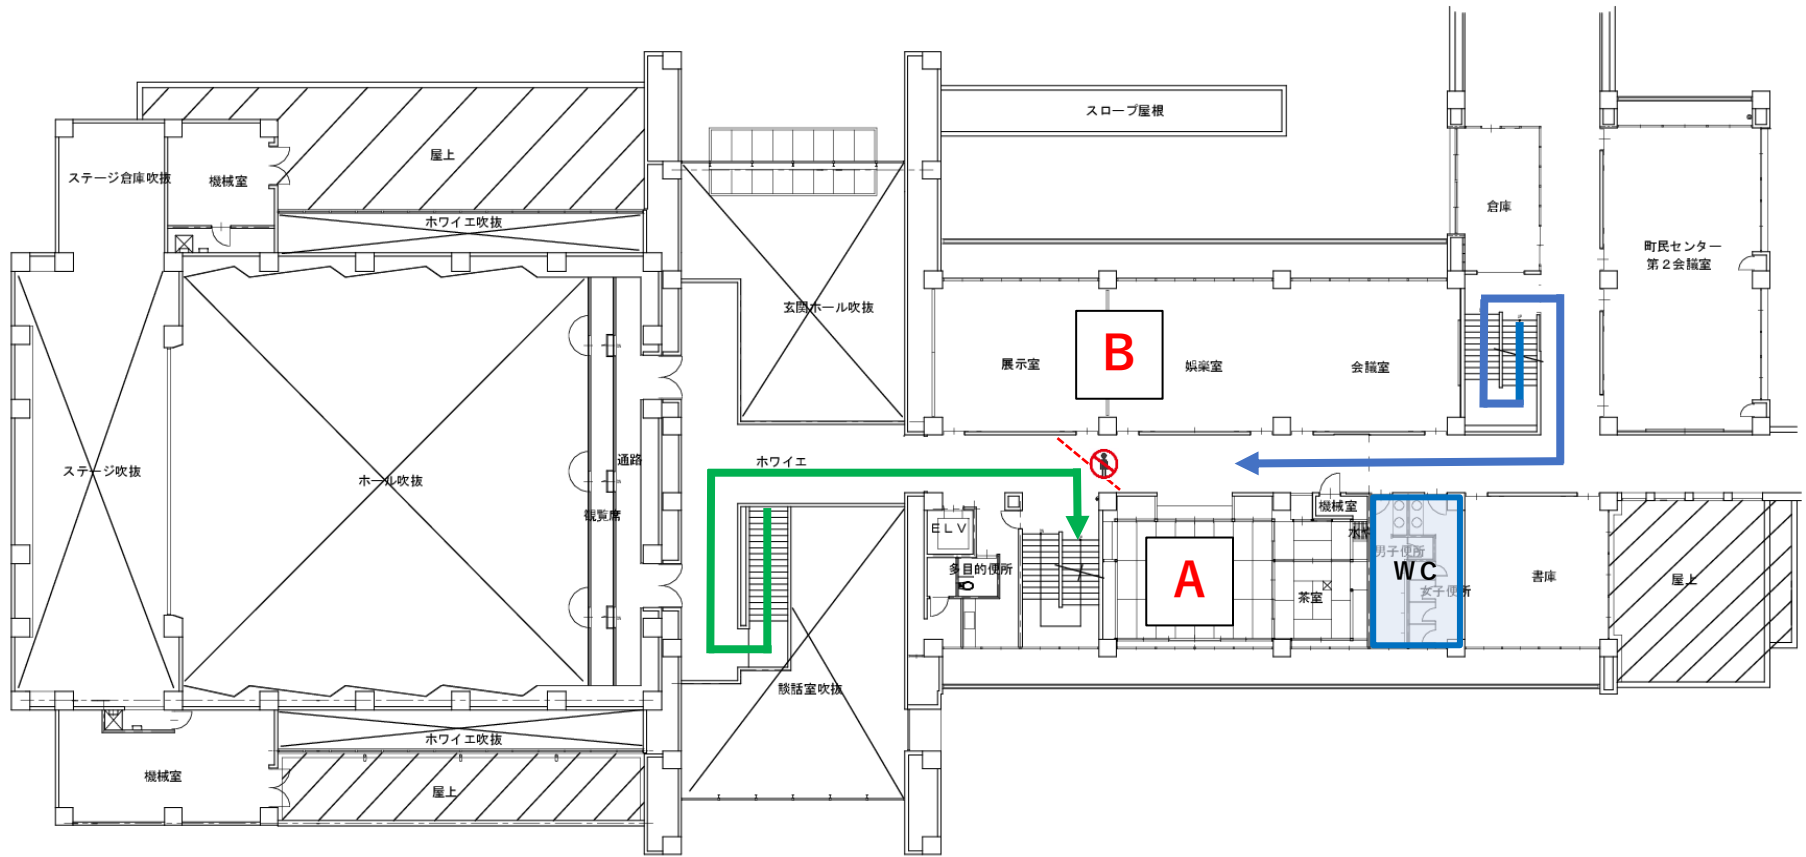 スロープ屋根
屋上
ステージ倉庫吹抜
機械室
倉庫
ホワイエ吹抜
町民センター
第2会議室
玄関ホール吹抜
展示室
B
娯楽室
会議室
ステージ吹抜
ホール吹抜
通路
ホワイエ
観覧席
ELV
機械室
男子便所
WC
女子便所
多目的便所
A
茶室
書庫
屋上
談話室吹抜
ホワイエ吹抜
機械室
屋上